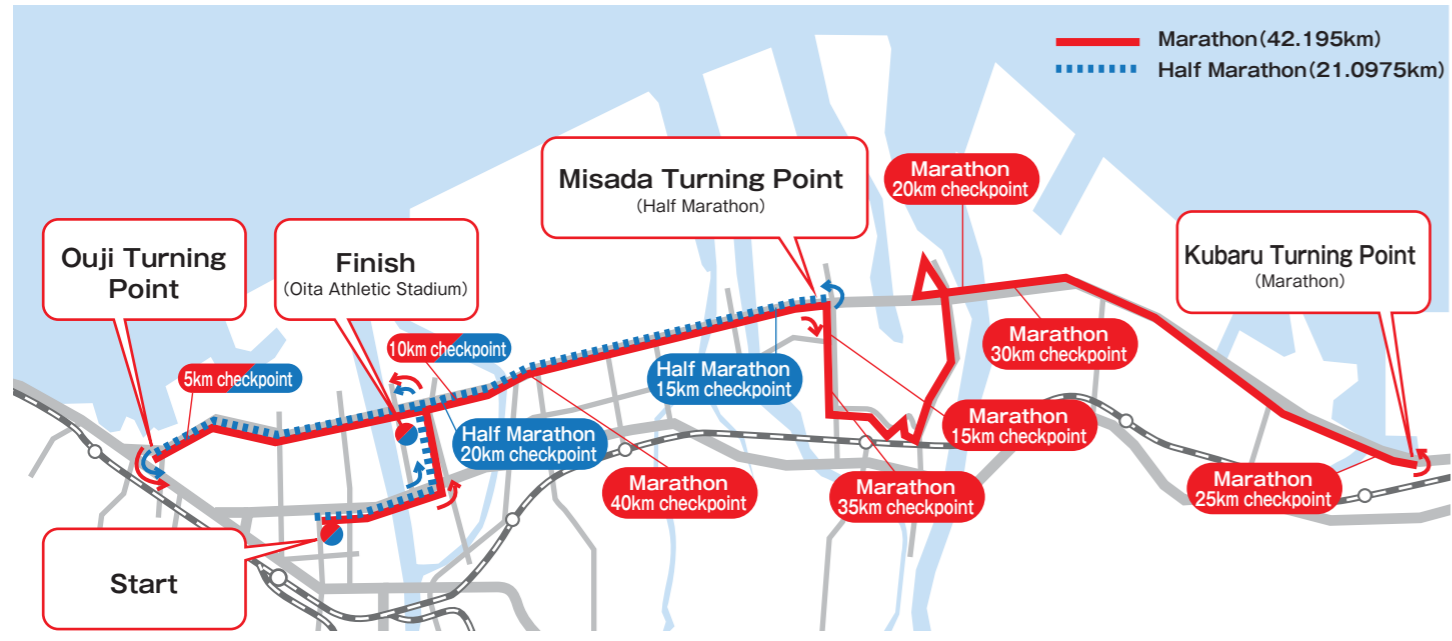 Marathon(42.195km)
Half Marathon(21.0975km)
Misada Turning Point
(Half Marathon)
Marathon
20km checkpoint
Ouji Turning
Point
Finish
(Oita Athletic Stadium)
Kubaru Turning Point
(Marathon)
5km checkpoint
10km checkpoint
Half Marathon
15km checkpoint
Marathon
30km checkpoint
Half Marathon
20km checkpoint
Marathon
15km checkpoint
Marathon
40km checkpoint
Marathon
35km checkpoint
Marathon
25km checkpoint
Start